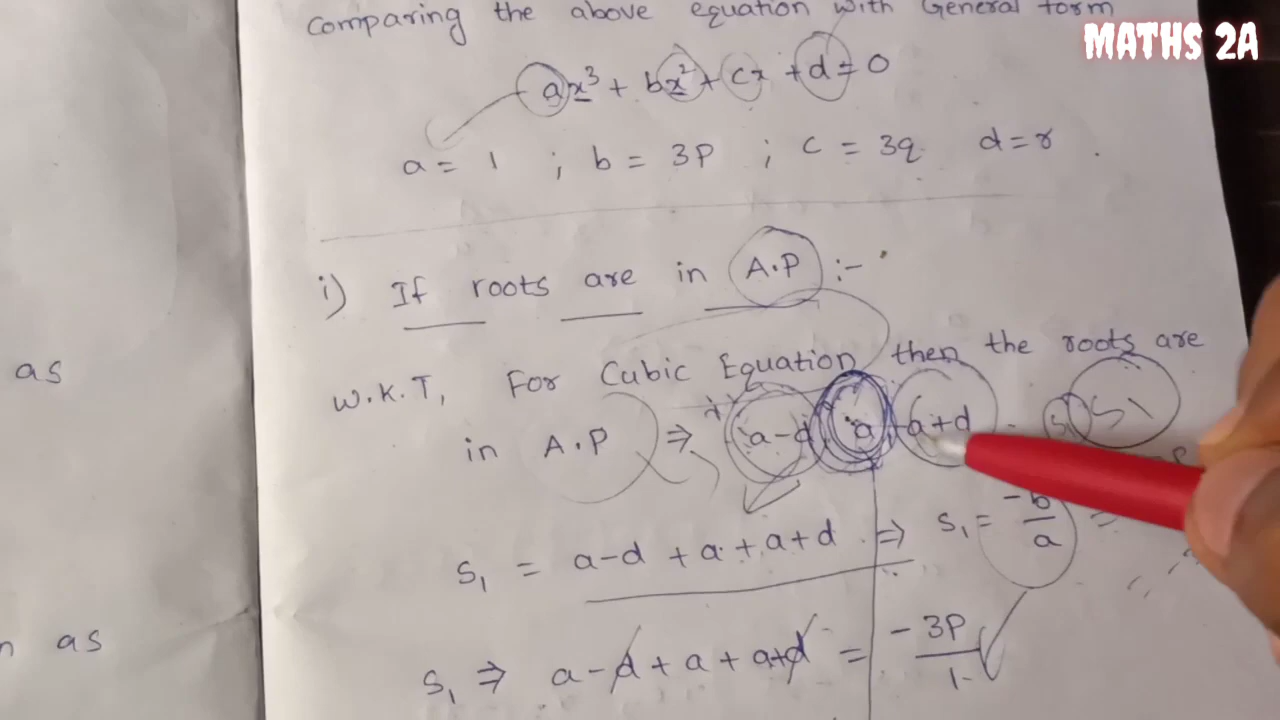 comparing the above equation with General form
MATHS 2A
ax³ + bx² + cx + d = 0
a = 1 ; b = 3p ; c = 3q d = r .
i) If roots are in A.P :-
as
W.K.T, For Cubic Equation then the roots are
in A.P ⇒ a-d, a, a+d S1
S₁ = a-d + a + a+d ⇒ S₁ = -b/a =
n as
S₁ ⇒ a-d + a + a+d = -3p/1